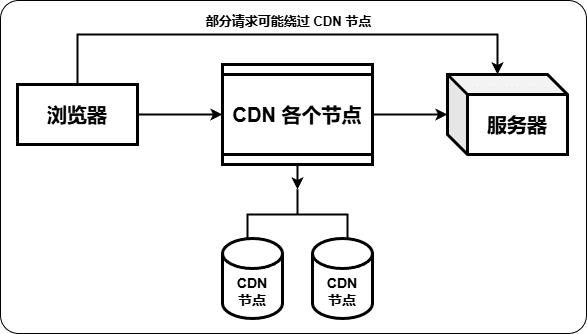 部分请求可能绕过 CDN 节点
浏览器
CDN 各个节点
服务器
CDN
节点
CDN
节点